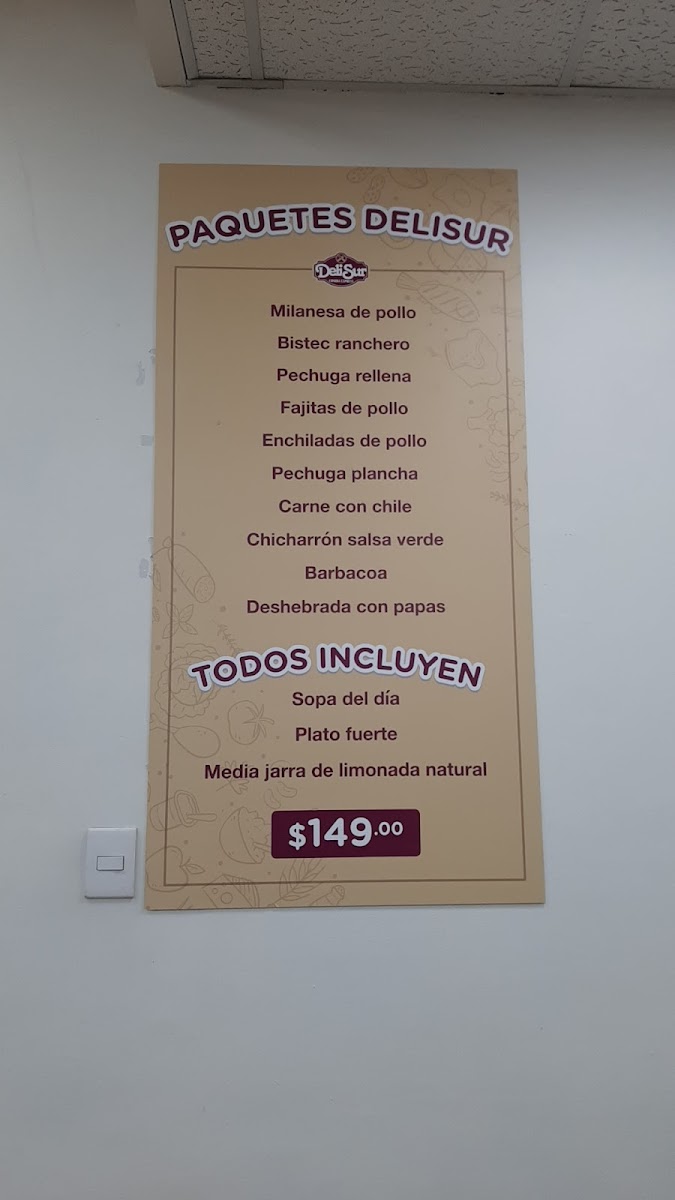 PAQUETES DELISUR
DeliSur
Milanesa de pollo
Bistec ranchero
Pechuga rellena
Fajitas de pollo
Enchiladas de pollo
Pechuga plancha
Carne con chile
Chicharrón salsa verde
Barbacoa
Deshebrada con papas
TODOS INCLUYEN
Sopa del día
Plato fuerte
Media jarra de limonada natural
$149.00